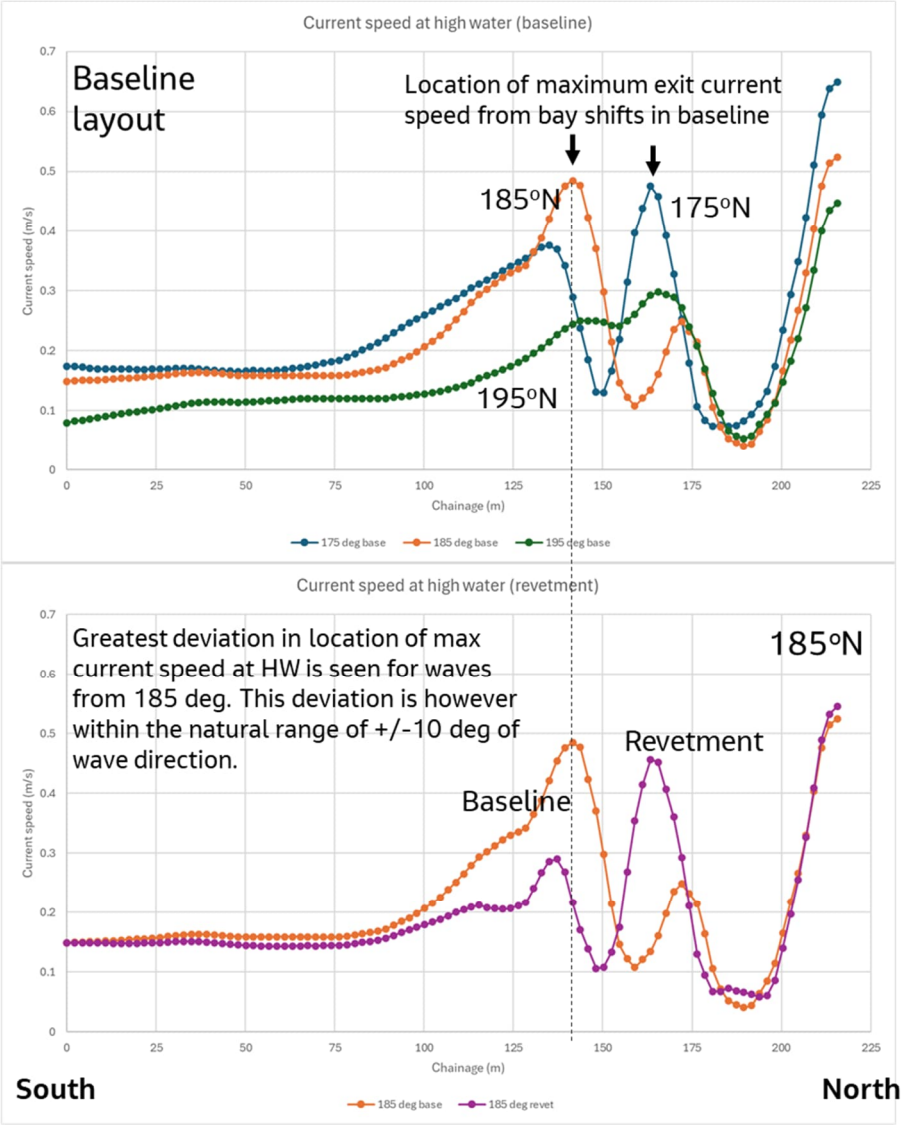 Current speed at high water (baseline)
0.7
0.6
0.5
0.4
0.3
0.2
0.1
0
Current speed (m/s)
Baseline
layout
Location of maximum exit current
speed from bay shifts in baseline
185ºN
175ºN
195ºN
0 25 50 75 100 125 150 175 200 225
Chainage (m)
175 deg base 185 deg base 195 deg base
Current speed at high water (revetment)
0.7
0.6
0.5
0.4
0.3
0.2
0.1
0
Current speed (m/s)
Greatest deviation in location of max
current speed at HW is seen for waves
from 185 deg. This deviation is however
within the natural range of +/-10 deg of
wave direction.
185ºN
Revetment
Baseline
0 25 50 75 100 125 150 175 200 225
Chainage (m)
South
North
185 deg base 185 deg revet